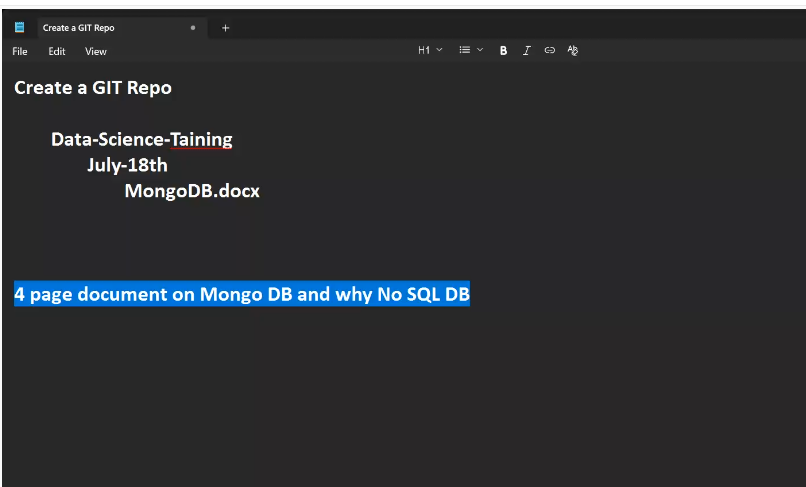 Create a GIT Repo
File Edit View H1 B I
Create a GIT Repo
Data-Science-Taining
July-18th
MongoDB.docx
4 page document on Mongo DB and why No SQL DB